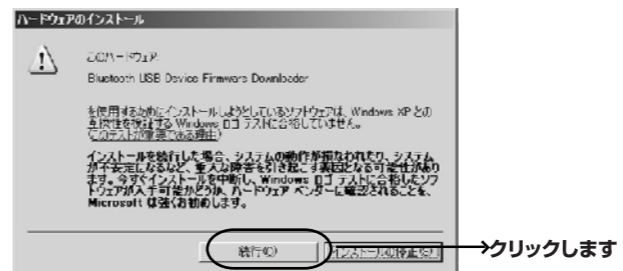 ハードウェアのインストール
このハードウェア:
Bluetooth USB Device Firmware Downloader
を使用するためにインストールしようとしているソフトウェアは、Windows XP との
互換性を検証する Windows ロゴ テストに合格していません。
(このテストが重要である理由)
インストールを続行した場合、システムの動作が損なわれたり、システム
が不安定になるなど、重大な障害を引き起こす要因となる可能性があり
ます。今すぐインストールを中断し、Windows ロゴ テストに合格したソフ
トウェアが入手可能かどうか、ハードウェア ベンダーに確認されることを、
Microsoft は強くお勧めします。
続行(C)
インストールの停止(S)
クリックします